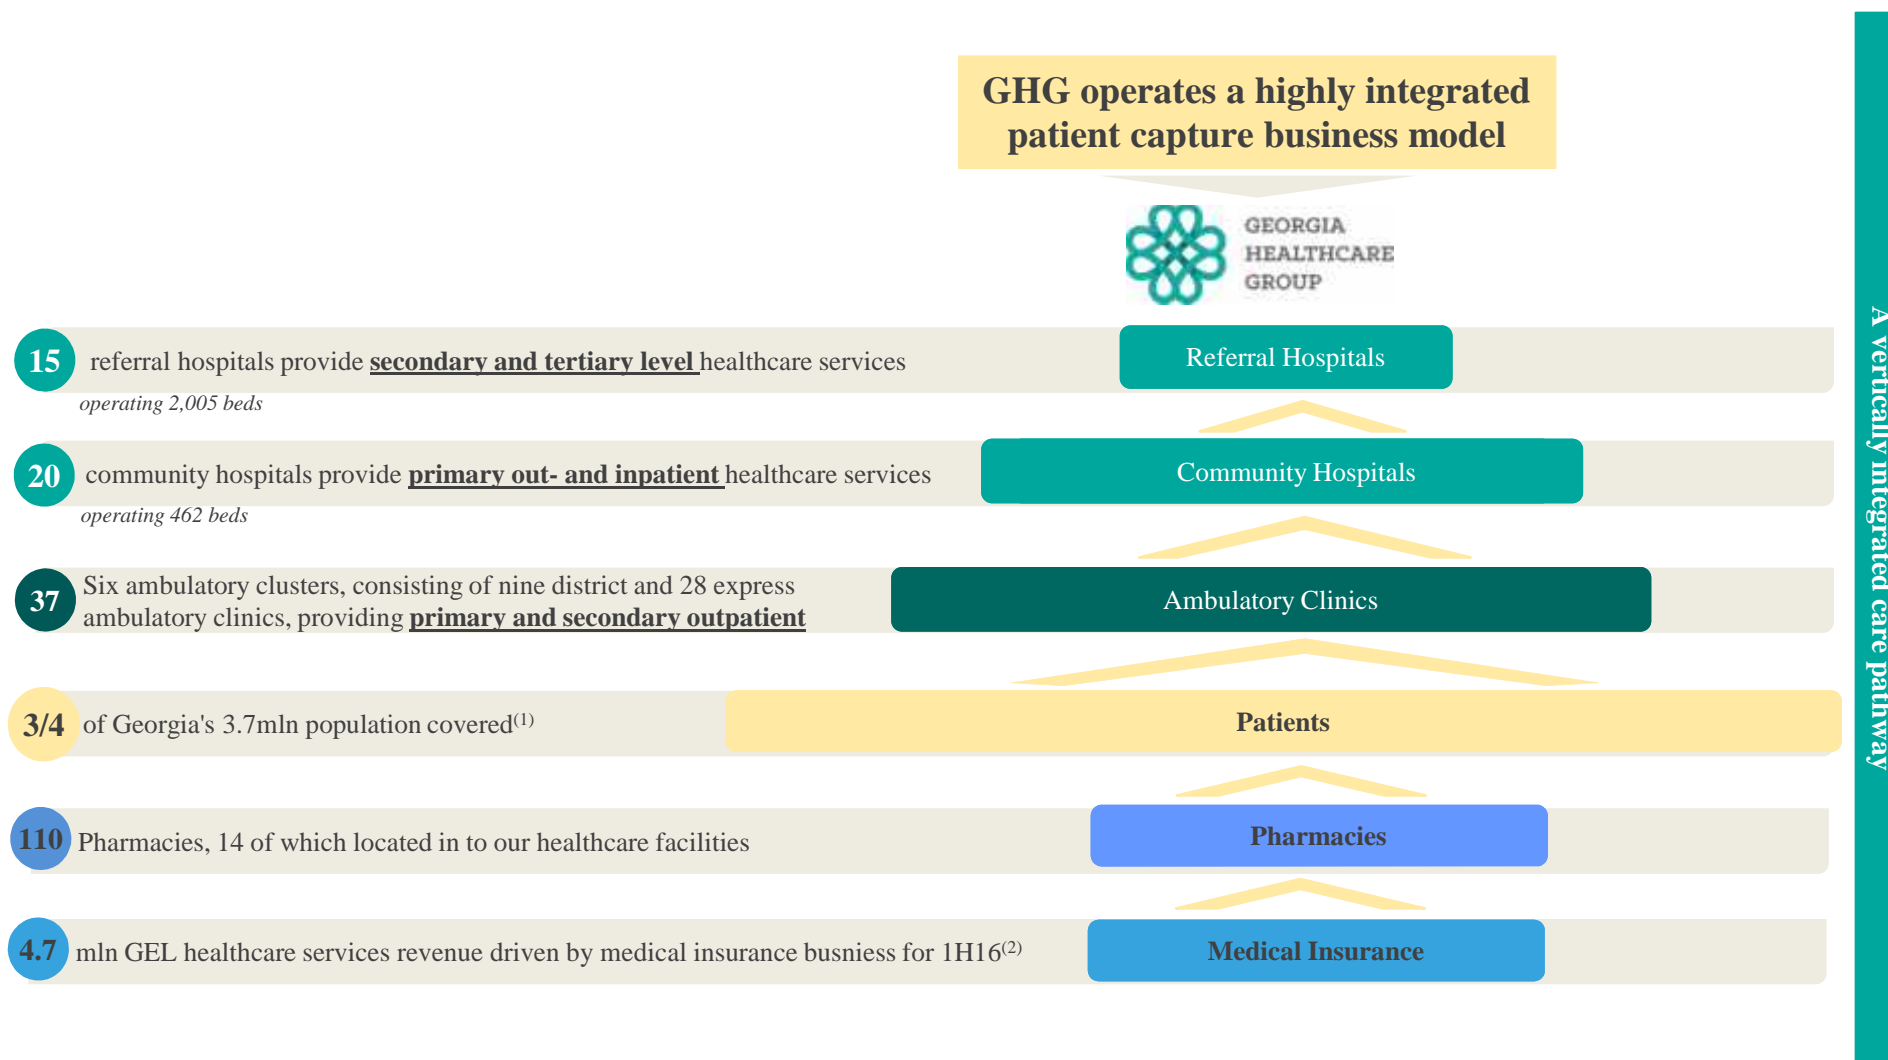 GHG operates a highly integrated
patient capture business model
GEORGIA
HEALTHCARE
GROUP
15 referral hospitals provide secondary and tertiary level healthcare services
operating 2,005 beds
Referral Hospitals
20 community hospitals provide primary out- and inpatient healthcare services
operating 462 beds
Community Hospitals
37 Six ambulatory clusters, consisting of nine district and 28 express
ambulatory clinics, providing primary and secondary outpatient
Ambulatory Clinics
3/4 of Georgia's 3.7mln population covered(1)
Patients
110 Pharmacies, 14 of which located in to our healthcare facilities
Pharmacies
4.7 mln GEL healthcare services revenue driven by medical insurance busniess for 1H16(2)
Medical Insurance
A vertically integrated care pathway